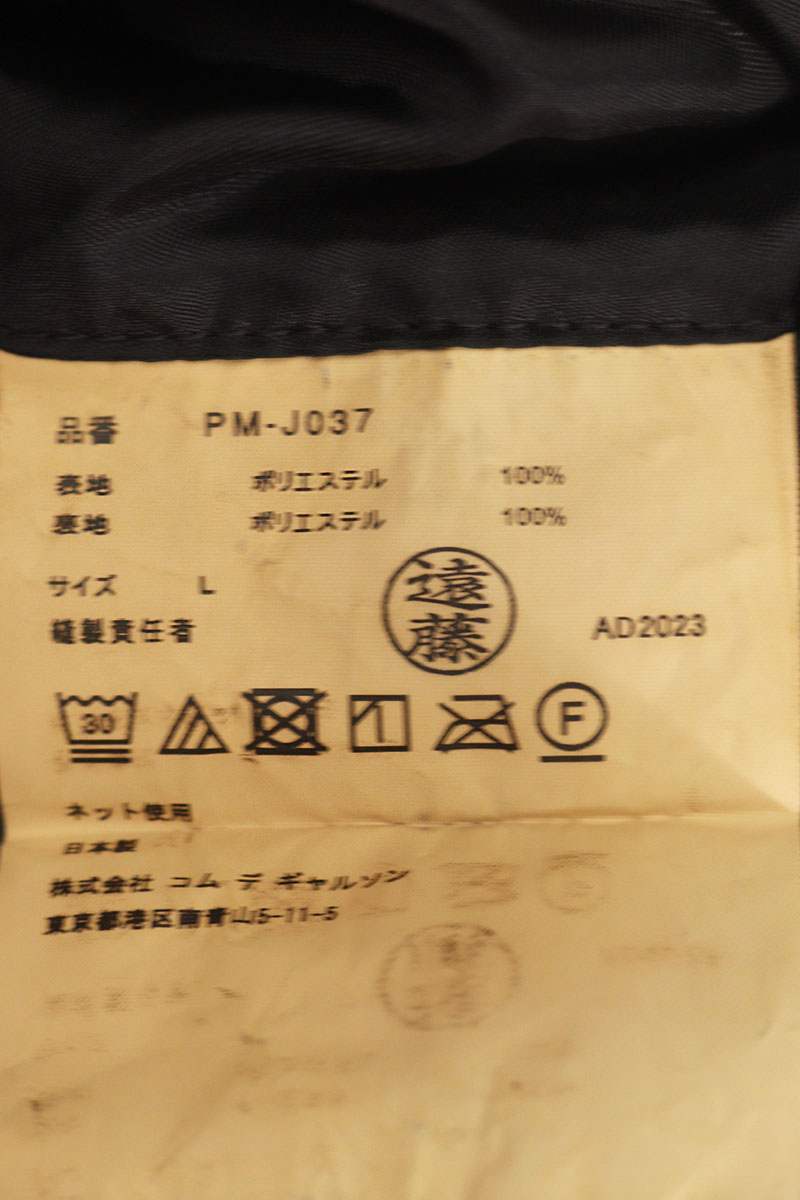 品番 PM-J037
表地 ポリエステル 100%
裏地 ポリエステル 100%
サイズ L
縫製責任者 遠藤 AD2023
30 F
ネット使用
日本製
株式会社 コム デ ギャルソン
東京都港区南青山5-11-5